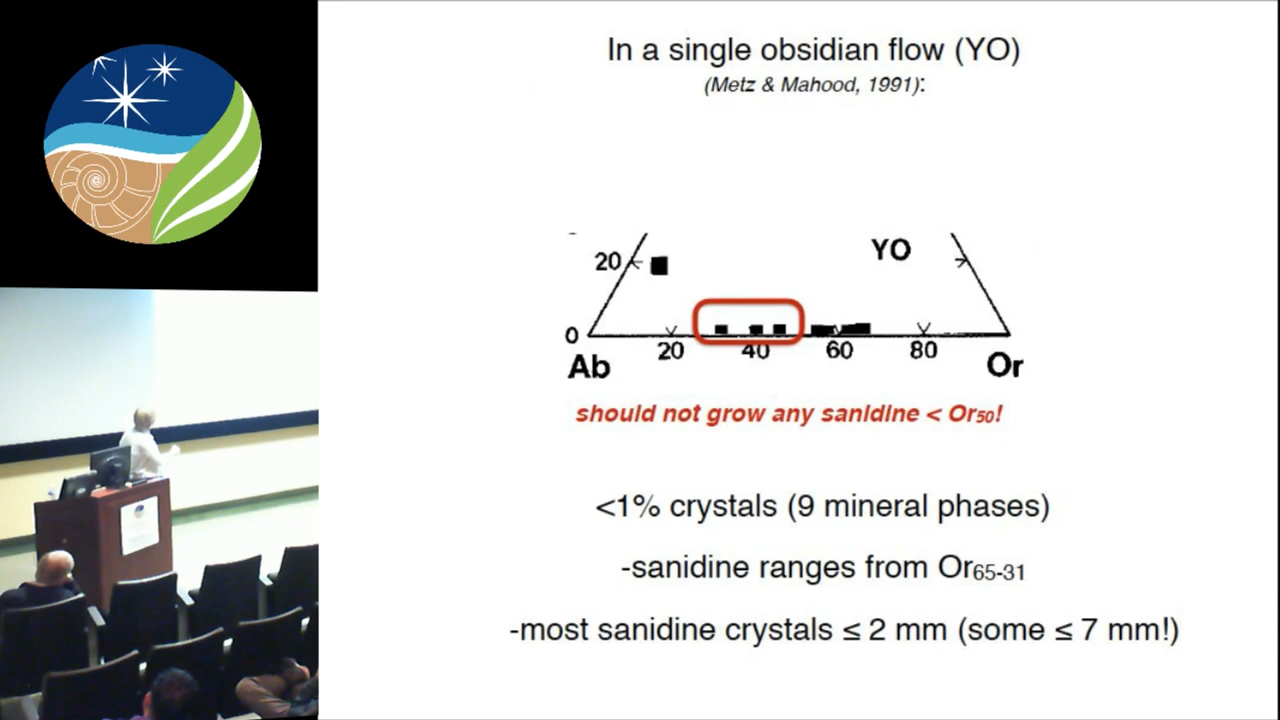 In a single obsidian flow (YO)
(Metz & Mahood, 1991):
20
YO
0
20
40
60
80
Ab
Or
should not grow any sanidine < Or50!
<1% crystals (9 mineral phases)
-sanidine ranges from Or65-31
-most sanidine crystals ≤ 2 mm (some ≤ 7 mm!)